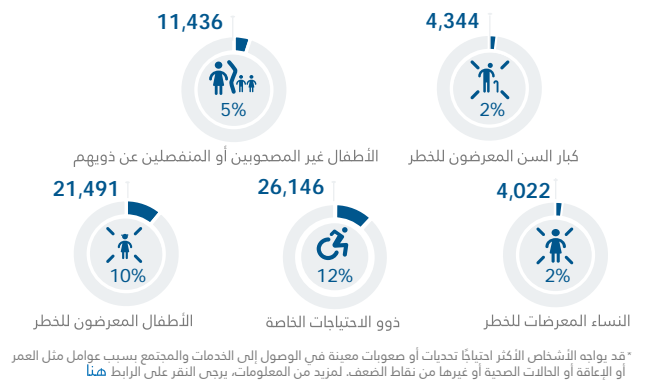 4,344
2%
كبار السن المعرضون للخطر
11,436
5%
الأطفال غير المصحوبين أو المنفصلين عن ذويهم
4,022
2%
النساء المعرضات للخطر
26,146
12%
ذوو الاحتياجات الخاصة
21,491
10%
الأطفال المعرضون للخطر
*قد يواجه الأشخاص الأكثر احتياجًا تحديات أو صعوبات معينة في الوصول إلى الخدمات والمجتمع بسبب عوامل مثل العمر
أو الإعاقة أو الحالات الصحية أو غيرها من نقاط الضعف. لمزيد من المعلومات، يرجى النقر على الرابط هنا